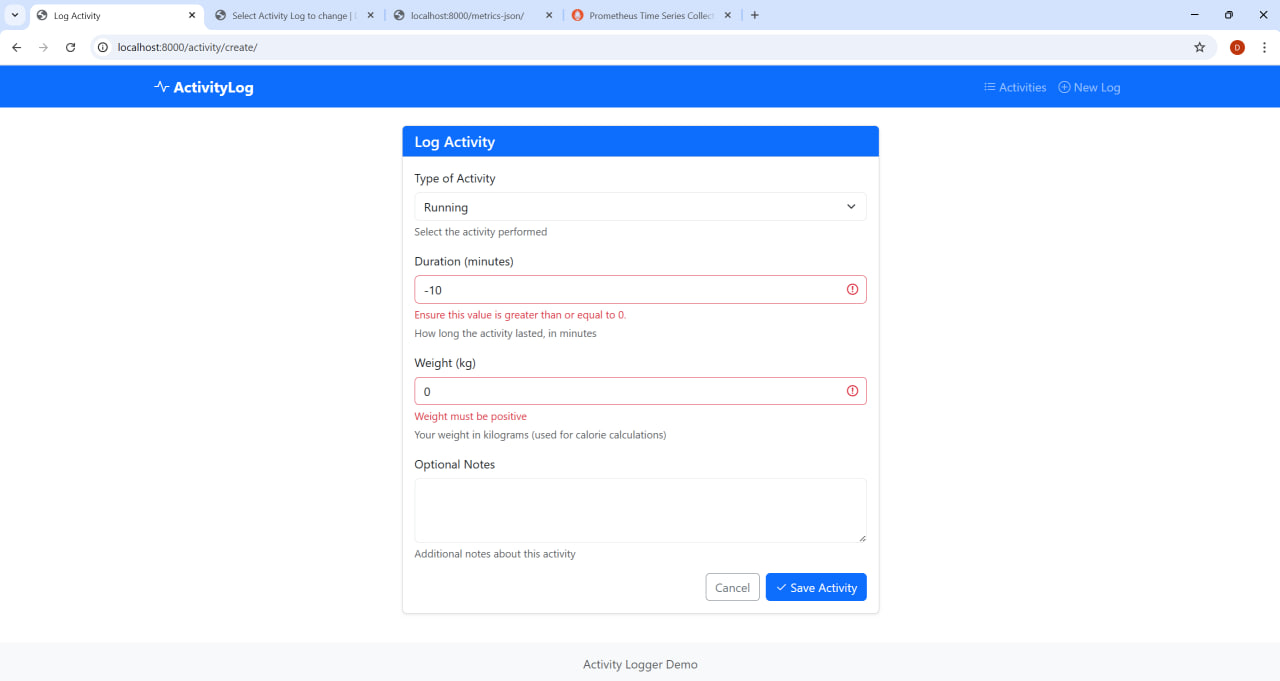 Log Activity
Select Activity Log to change |
localhost:8000/metrics-json/
Prometheus Time Series Collec
localhost:8000/activity/create/
D
ActivityLog
Activities
New Log
Log Activity
Type of Activity
Running
Select the activity performed
Duration (minutes)
-10
Ensure this value is greater than or equal to 0.
How long the activity lasted, in minutes
Weight (kg)
0
Weight must be positive
Your weight in kilograms (used for calorie calculations)
Optional Notes
Additional notes about this activity
Cancel
Save Activity
Activity Logger Demo